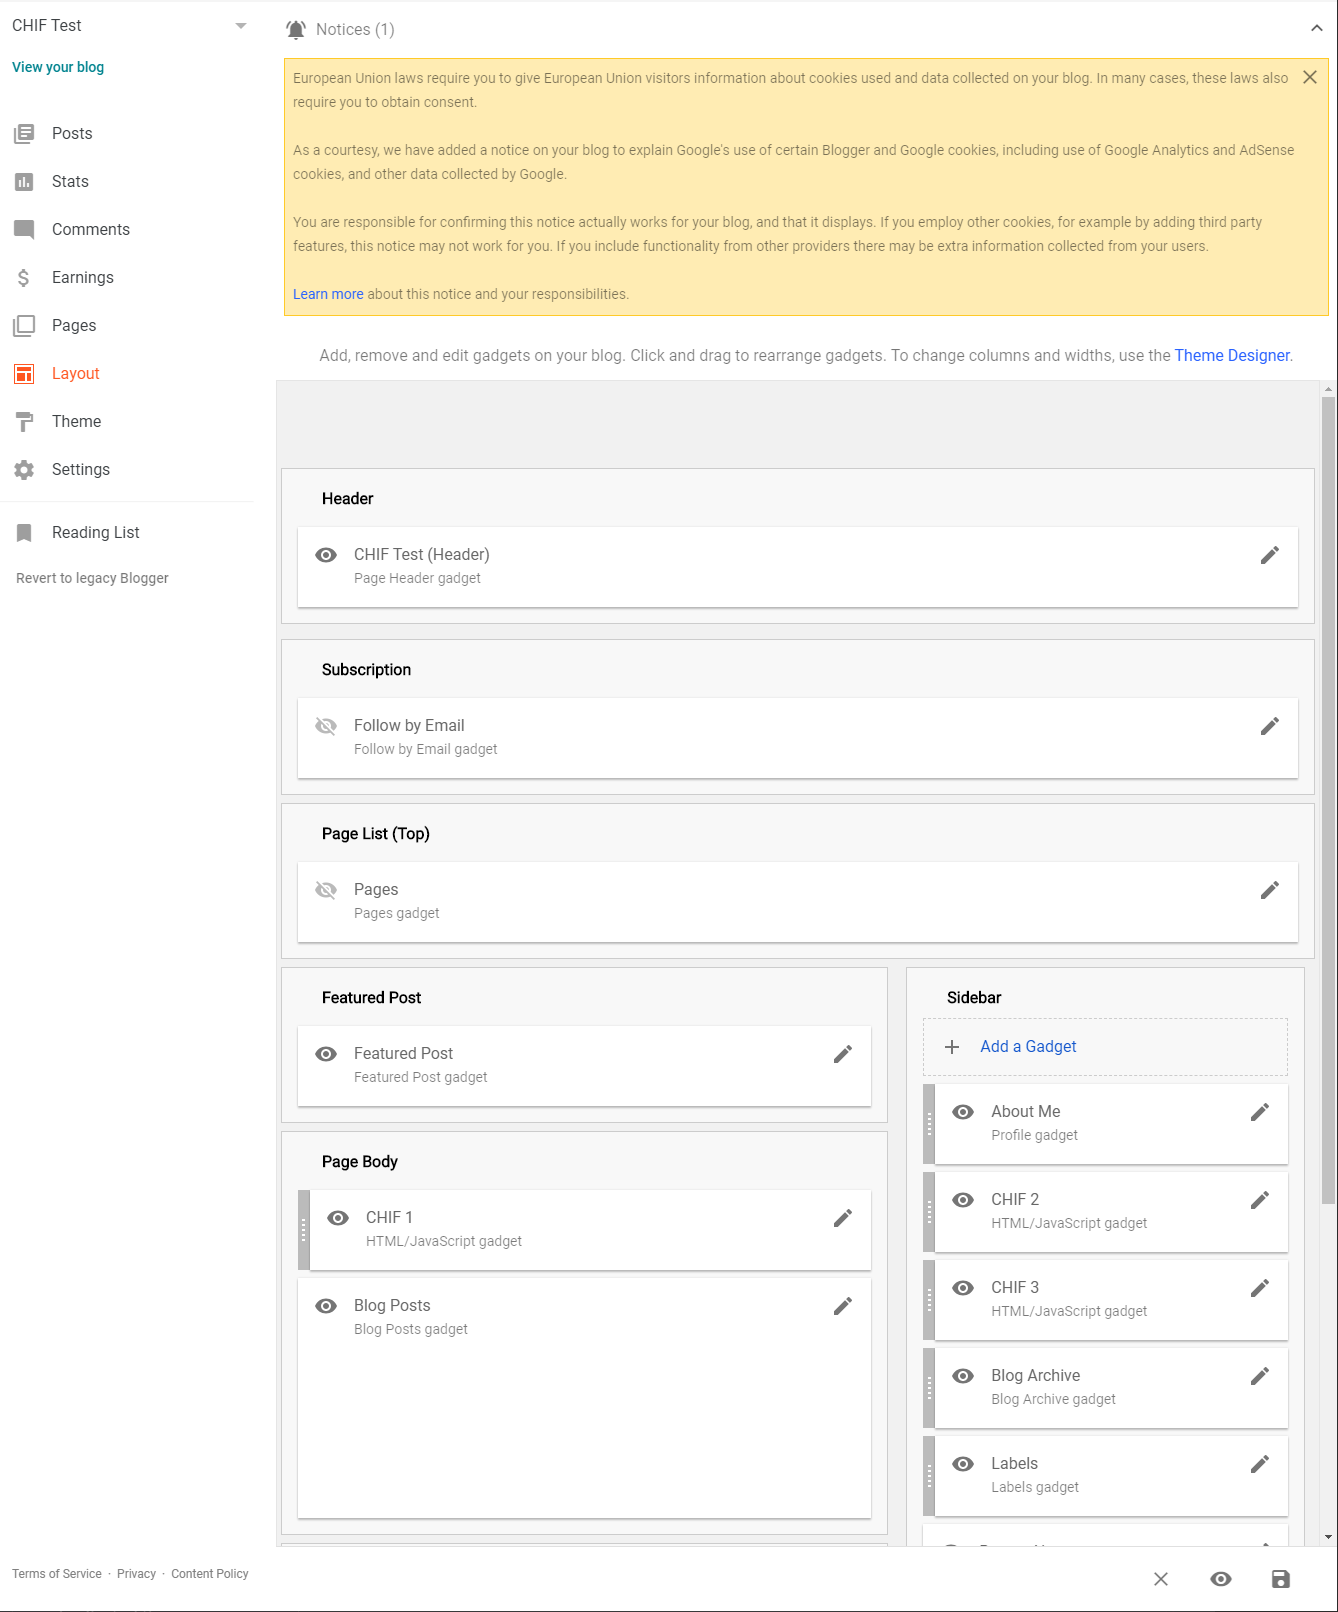 CHIF Test
View your blog
Posts
Stats
Comments
Earnings
Pages
Layout
Theme
Settings
Reading List
Revert to legacy Blogger
Notices (1)
European Union laws require you to give European Union visitors information about cookies used and data collected on your blog. In many cases, these laws also
require you to obtain consent.
As a courtesy, we have added a notice on your blog to explain Google's use of certain Blogger and Google cookies, including use of Google Analytics and AdSense
cookies, and other data collected by Google.
You are responsible for confirming this notice actually works for your blog, and that it displays. If you employ other cookies, for example by adding third party
features, this notice may not work for you. If you include functionality from other providers there may be extra information collected from your users.
Learn more about this notice and your responsibilities.
Add, remove and edit gadgets on your blog. Click and drag to rearrange gadgets. To change columns and widths, use the Theme Designer.
Header
CHIF Test (Header)
Page Header gadget
Subscription
Follow by Email
Follow by Email gadget
Page List (Top)
Pages
Pages gadget
Featured Post
Featured Post
Featured Post gadget
Page Body
CHIF 1
HTML/JavaScript gadget
Blog Posts
Blog Posts gadget
Sidebar
Add a Gadget
About Me
Profile gadget
CHIF 2
HTML/JavaScript gadget
CHIF 3
HTML/JavaScript gadget
Blog Archive
Blog Archive gadget
Labels
Labels gadget
Terms of Service · Privacy · Content Policy